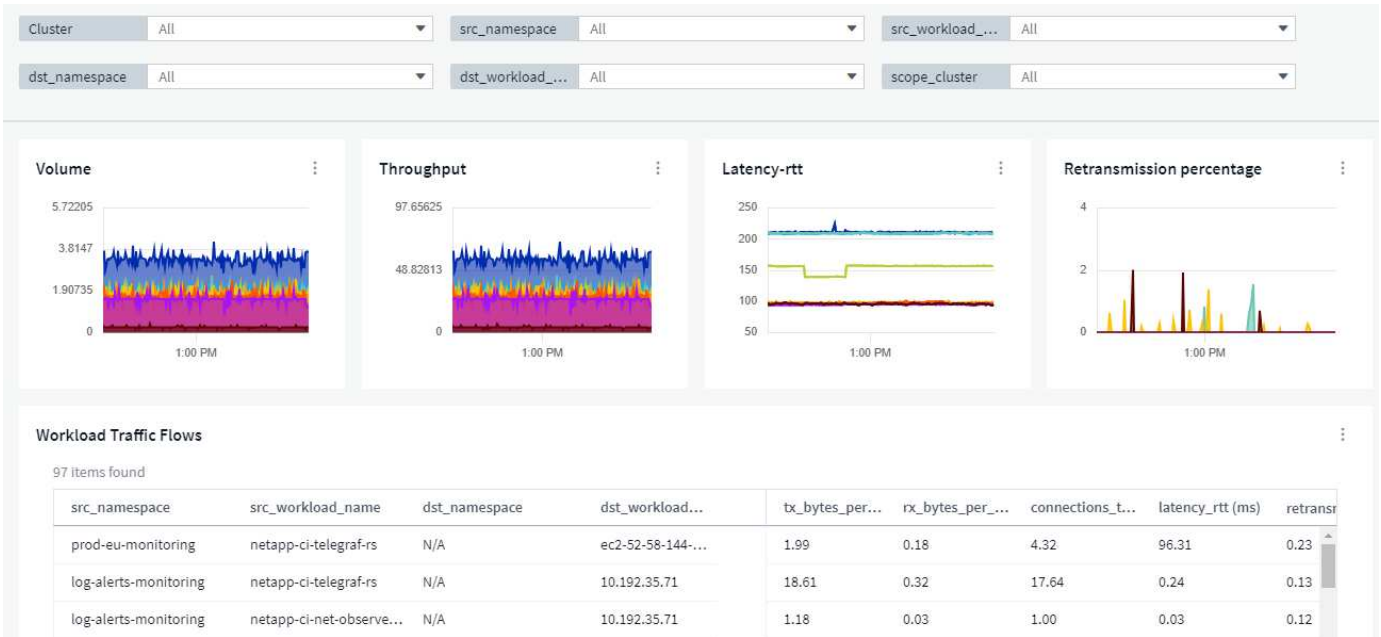 Cluster All src_namespace All src_workload_... All
dst_namespace All dst_workload_... All scope_cluster All
Volume Throughput Latency-rtt Retransmission percentage
5.72205
3.8147
1.90735
0
1:00 PM
97.65625
48.82813
0
1:00 PM
250
200
150
100
50
1:00 PM
4
2
0
1:00 PM
Workload Traffic Flows
97 items found
src_namespace src_workload_name dst_namespace dst_workload... tx_bytes_per... rx_bytes_per_... connections_t... latency_rtt (ms) retransr
prod-eu-monitoring netapp-ci-telegraf-rs N/A ec2-52-58-144-... 1.99 0.18 4.32 96.31 0.23
log-alerts-monitoring netapp-ci-telegraf-rs N/A 10.192.35.71 18.61 0.32 17.64 0.24 0.13
log-alerts-monitoring netapp-ci-net-observe... N/A 10.192.35.71 1.18 0.03 1.00 0.03 0.12